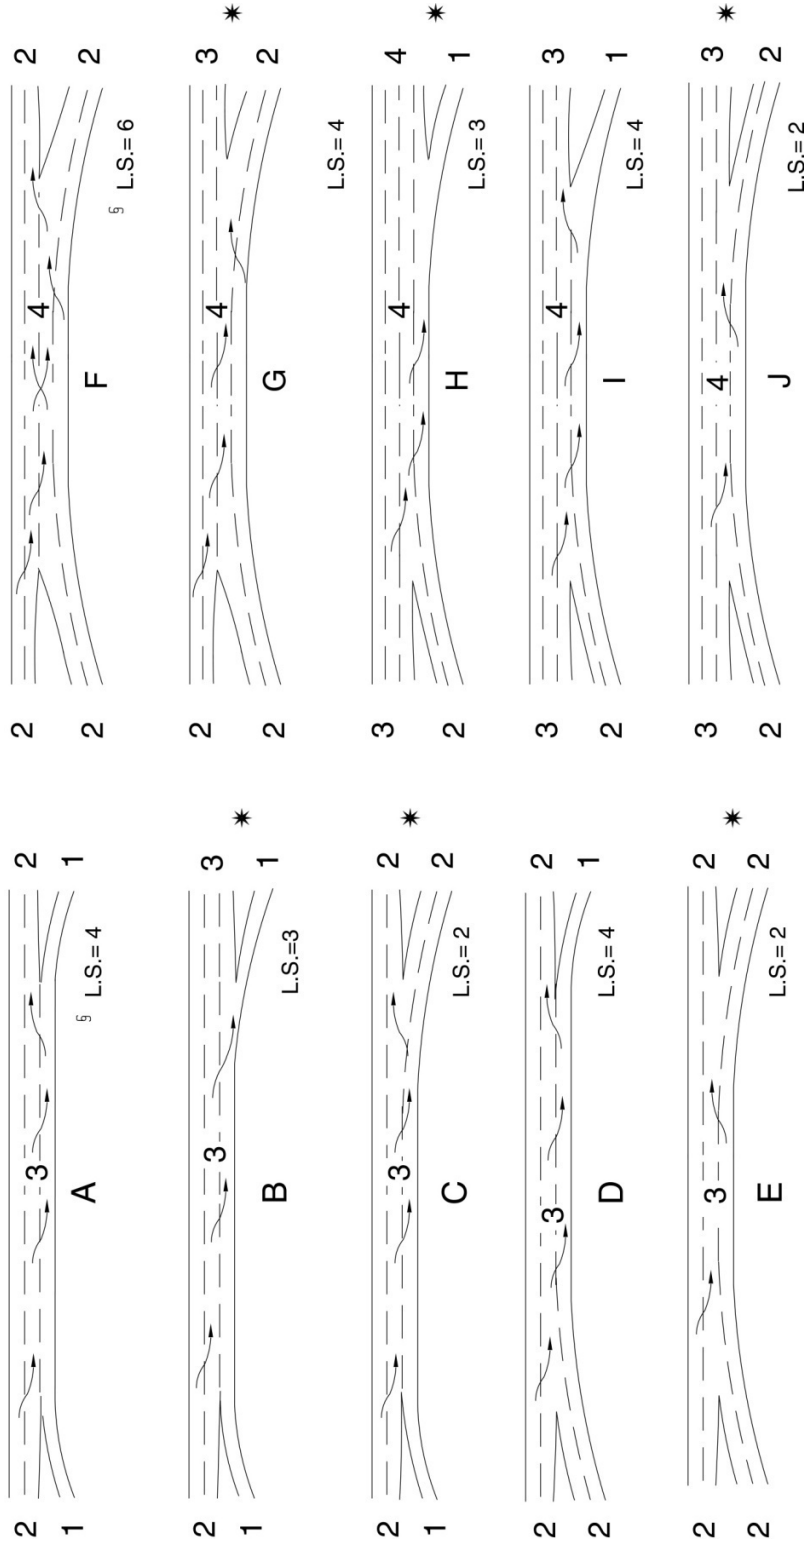 2 3 2
1 1
A
L.S.= 4
2 3 3
1 1
B
L.S.=3
2 3 2
1 2
C
L.S.= 2
2 3 2
2 1
D
L.S.= 4
2 3 2
2 2
E
L.S.= 2
2 4 2
2 2
F
L.S.= 6
2 4 3
2 2
G
L.S.= 4
3 4 4
2 1
H
L.S.= 3
3 4 3
2 1
I
L.S.= 4
3 4 3
2 2
J
L.S.= 2